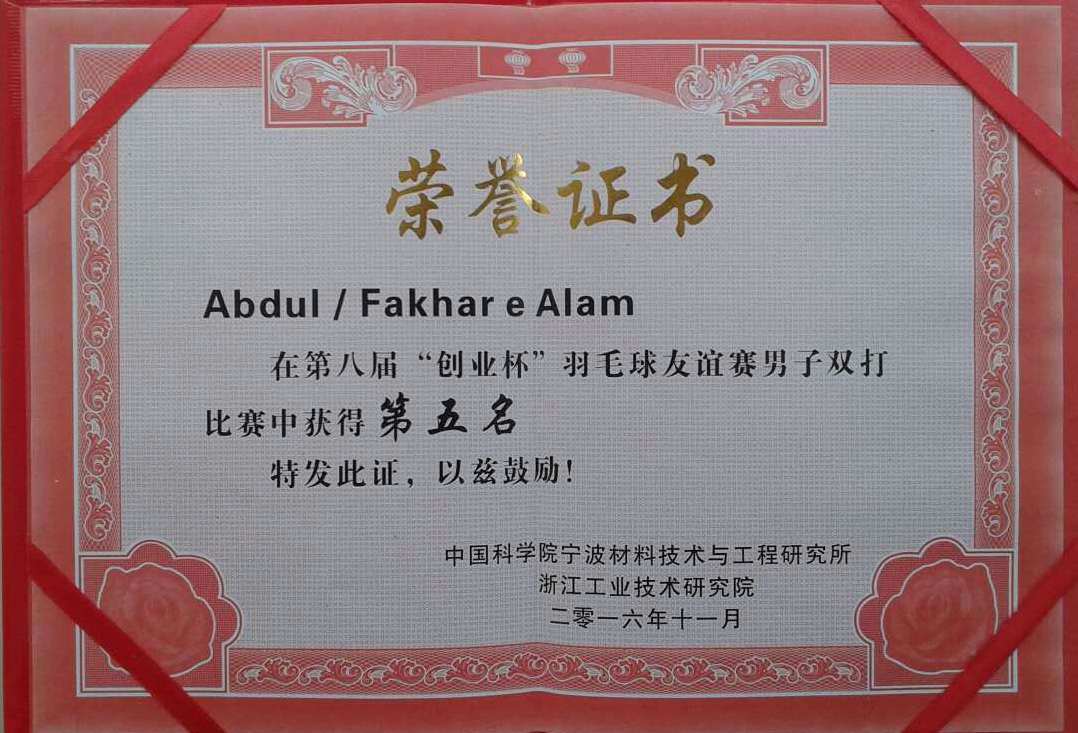 荣誉证书
Abdul / Fakhar e Alam
在第八届“创业杯”羽毛球友谊赛男子双打
比赛中获得 第五名
特发此证，以兹鼓励！
中国科学院宁波材料技术与工程研究所
浙江工业技术研究院
二零一六年十一月